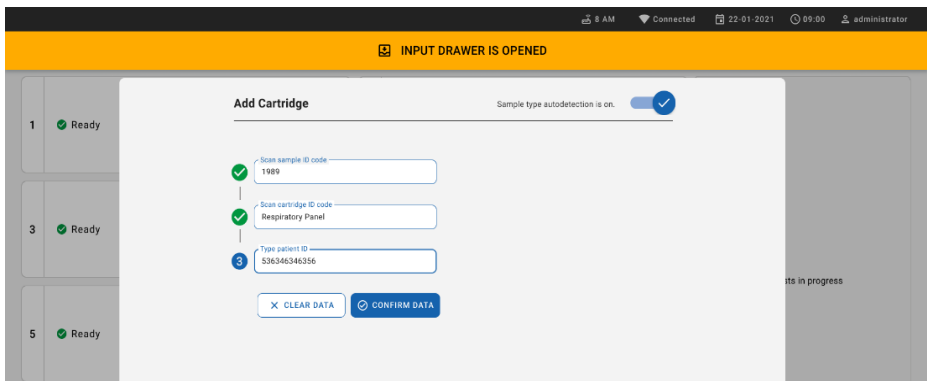 8 AM Connected 22-01-2021 09:00 administrator
INPUT DRAWER IS OPENED
Add Cartridge Sample type autodetection is on.
1 Ready
Scan sample ID code
1989
Scan cartridge ID code
Respiratory Panel
3 Ready
Type patient ID
3 536346346356
in progress
CLEAR DATA CONFIRM DATA
5 Ready